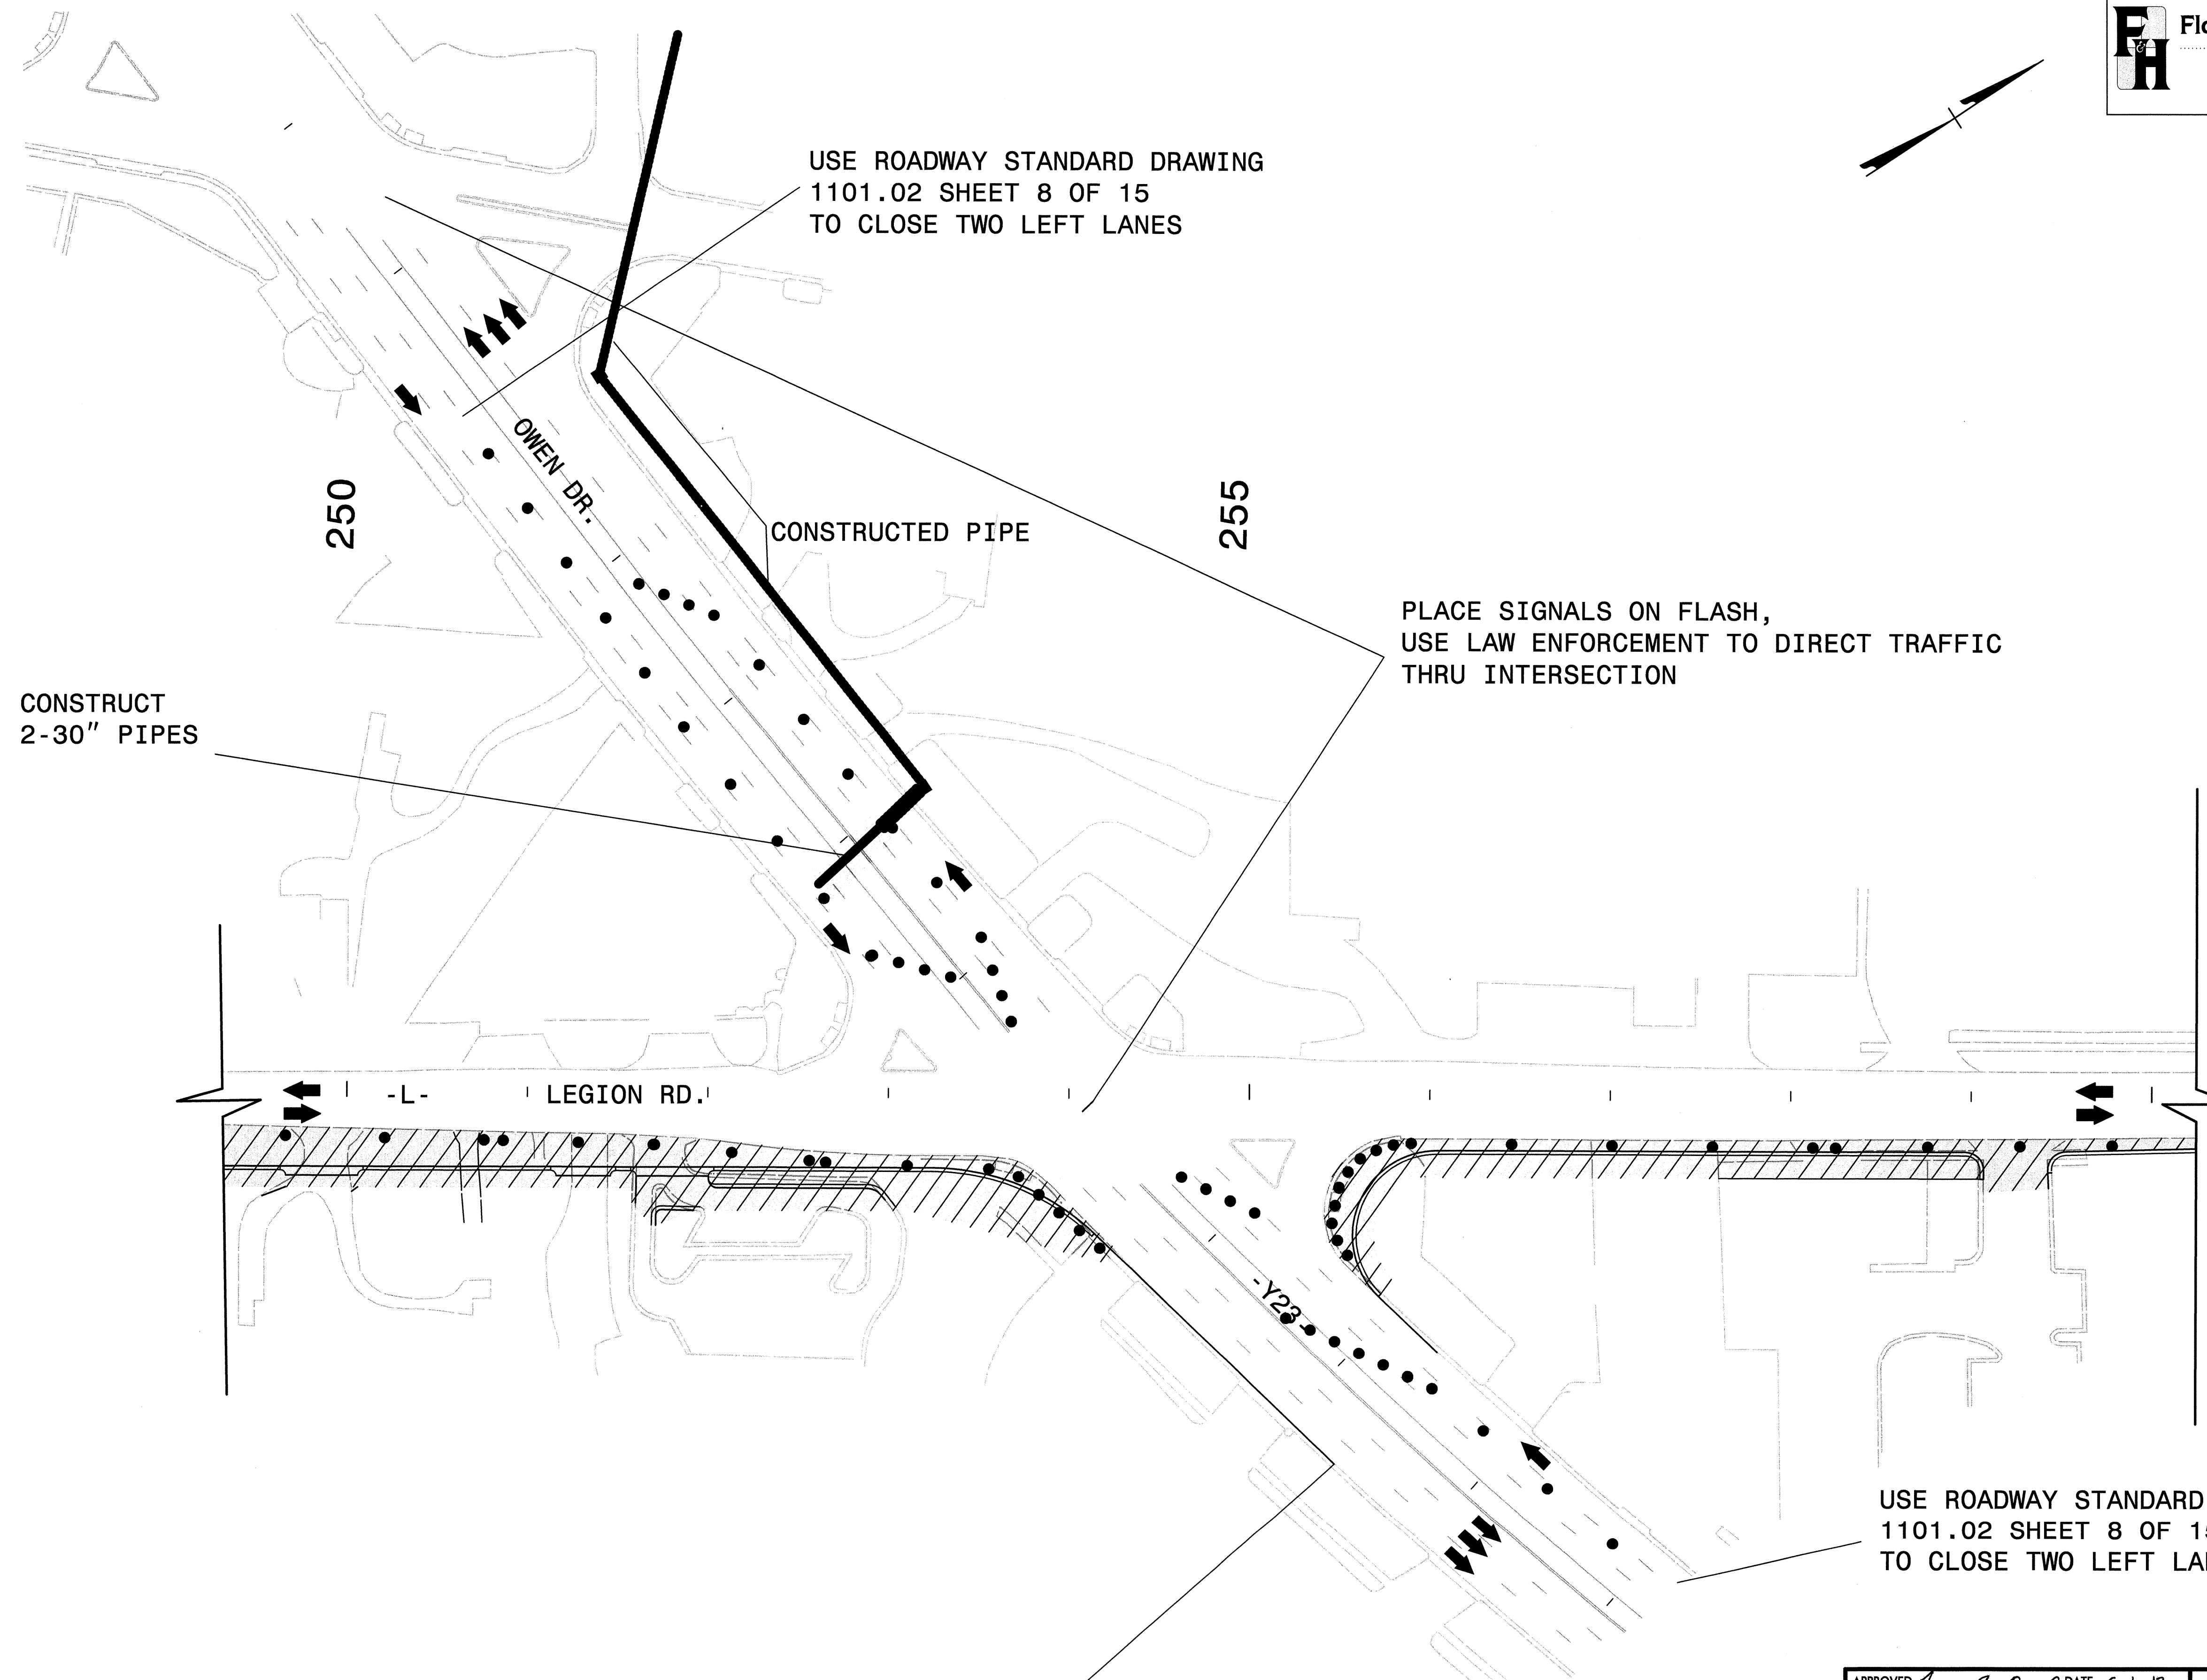 F&H
USE ROADWAY STANDARD DRAWING
1101.02 SHEET 8 OF 15
TO CLOSE TWO LEFT LANES
OWEN DR.
250
255
CONSTRUCTED PIPE
PLACE SIGNALS ON FLASH,
USE LAW ENFORCEMENT TO DIRECT TRAFFIC
THRU INTERSECTION
CONSTRUCT
2-30" PIPES
-L- LEGION RD.
-Y23-
USE ROADWAY STANDARD
1101.02 SHEET 8 OF
TO CLOSE TWO LEFT
APPROVED DATE